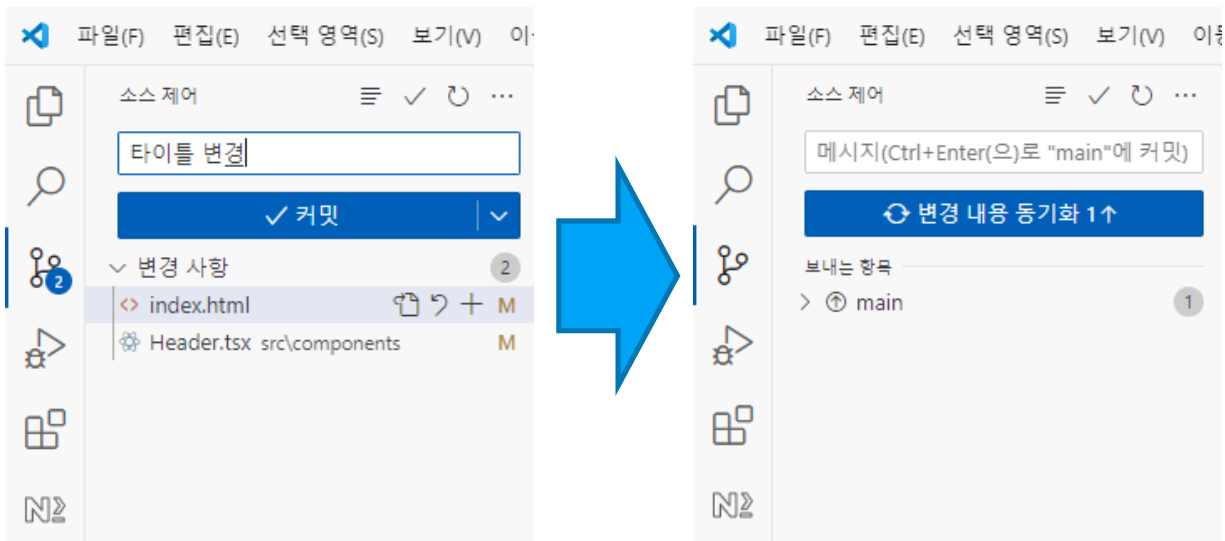 파일(F) 편집(E) 선택 영역(S) 보기(V)
소스 제어
타이틀 변경
커밋
변경 사항 2
2
index.html M
Header.tsx src\components M
파일(F) 편집(E) 선택 영역(S) 보기(V)
소스 제어
메시지(Ctrl+Enter(으)로 "main"에 커밋)
변경 내용 동기화 1↑
보내는 항목
main 1